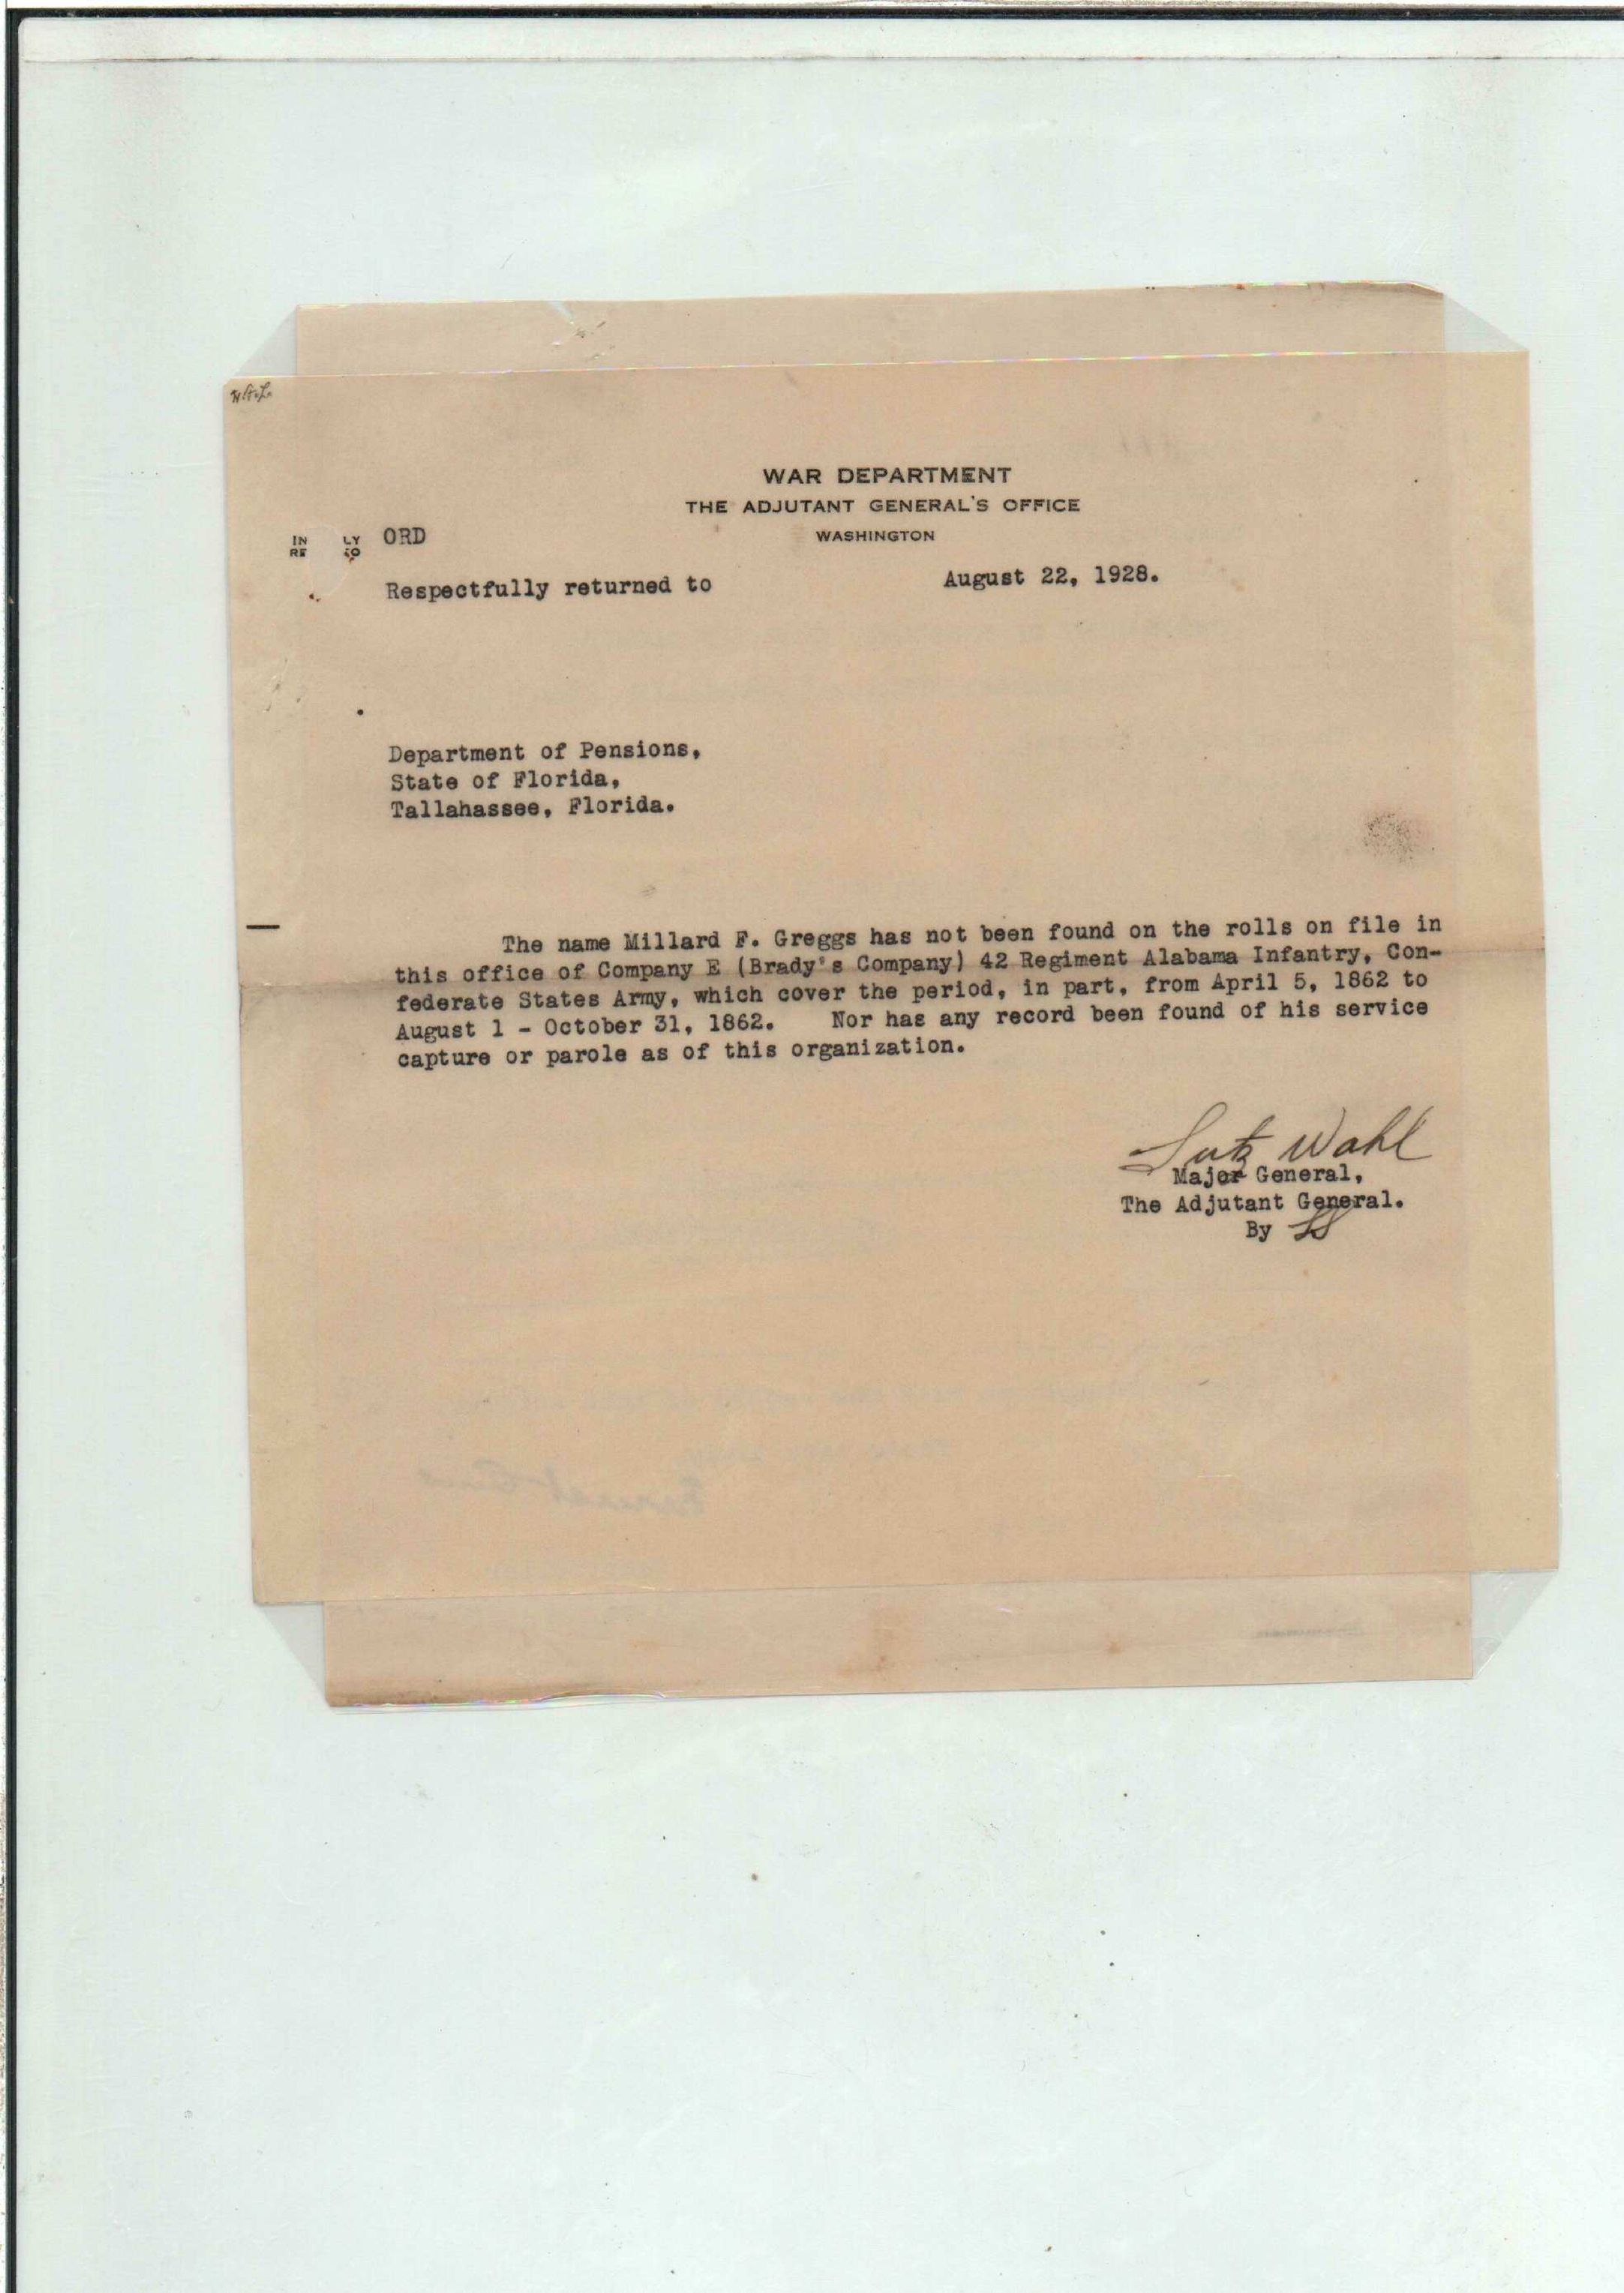 WAR DEPARTMENT
THE ADJUTANT GENERAL'S OFFICE
WASHINGTON
IN LY
RE TO
ORD
August 22, 1928.
Respectfully returned to
Department of Pensions,
State of Florida,
Tallahassee, Florida.
The name Millard F. Greggs has not been found on the rolls on file in
this office of Company E (Brady's Company) 42 Regiment Alabama Infantry, Con-
federate States Army, which cover the period, in part, from April 5, 1862 to
August 1 - October 31, 1862. Nor has any record been found of his service
capture or parole as of this organization.
Lutz Wahl
Major General,
The Adjutant General.
By